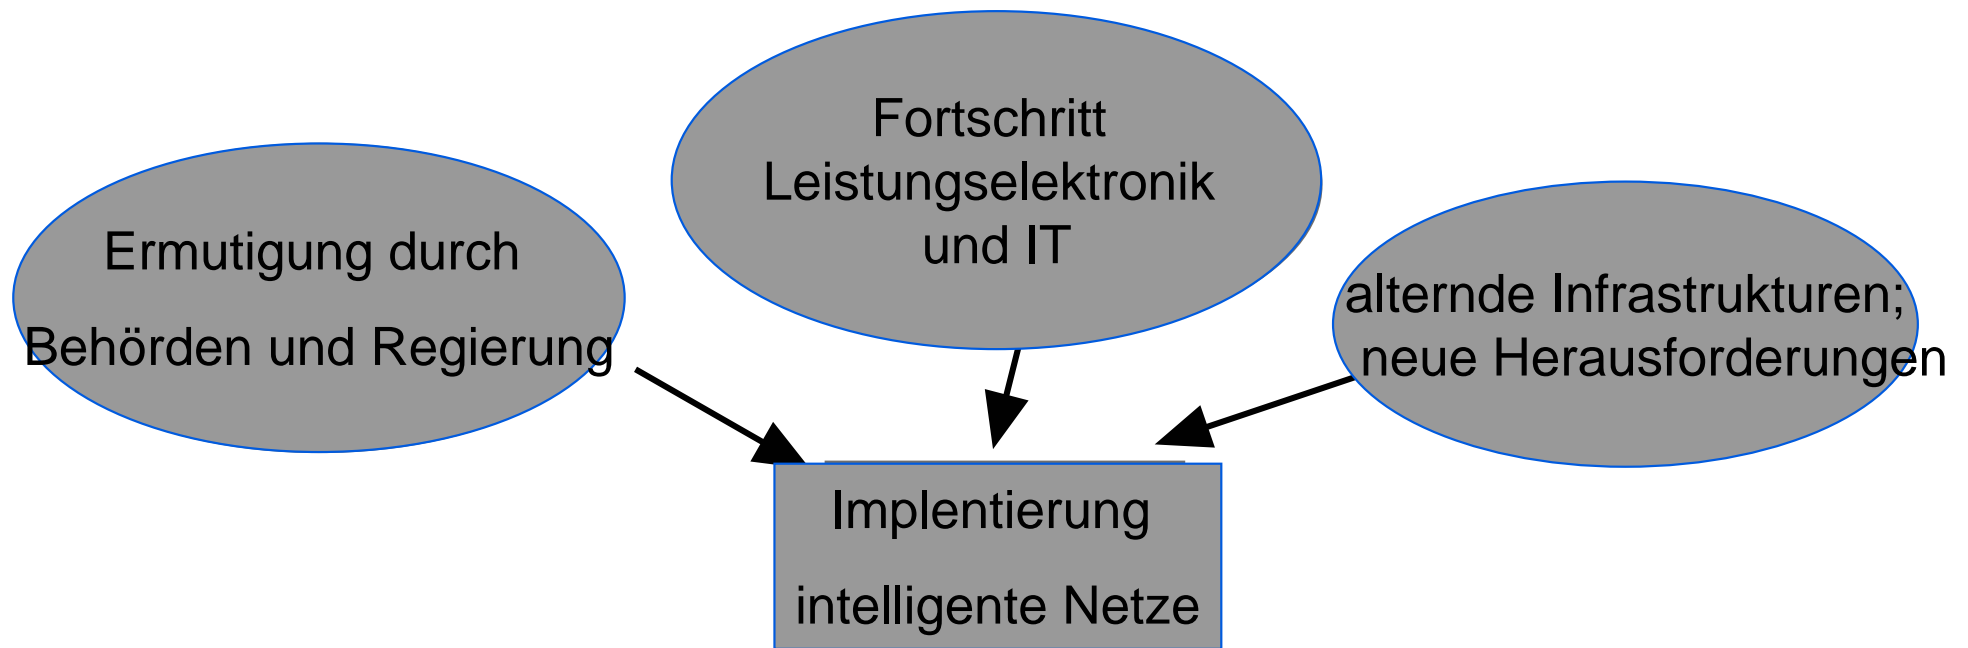 Ermutigung durch
Behörden und Regierung
Fortschritt
Leistungselektronik
und IT
alternde Infrastrukturen;
neue Herausforderungen
Implentierung
intelligente Netze